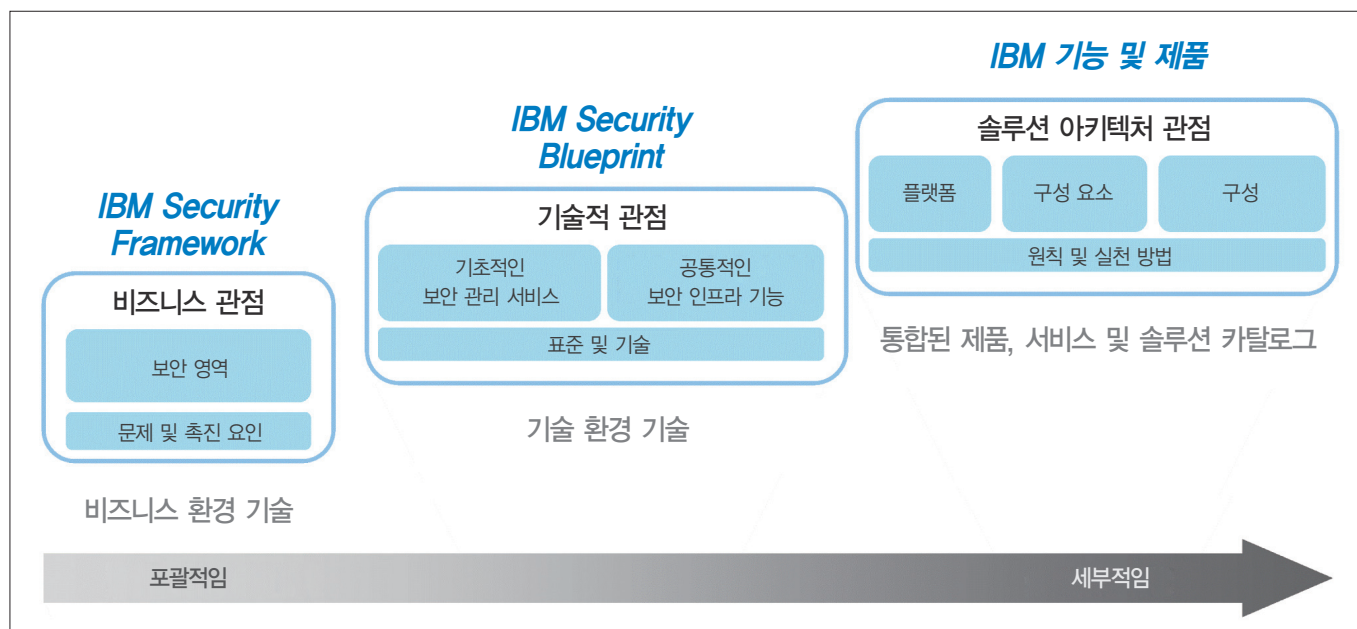 IBM Security
Framework
비즈니스 관점
보안 영역
문제 및 촉진 요인
비즈니스 환경 기술
IBM Security
Blueprint
기술적 관점
기초적인
보안 관리 서비스
공통적인
보안 인프라 기능
표준 및 기술
기술 환경 기술
IBM 기능 및 제품
솔루션 아키텍처 관점
플랫폼
구성 요소
구성
원칙 및 실천 방법
통합된 제품, 서비스 및 솔루션 카탈로그
포괄적임
세부적임